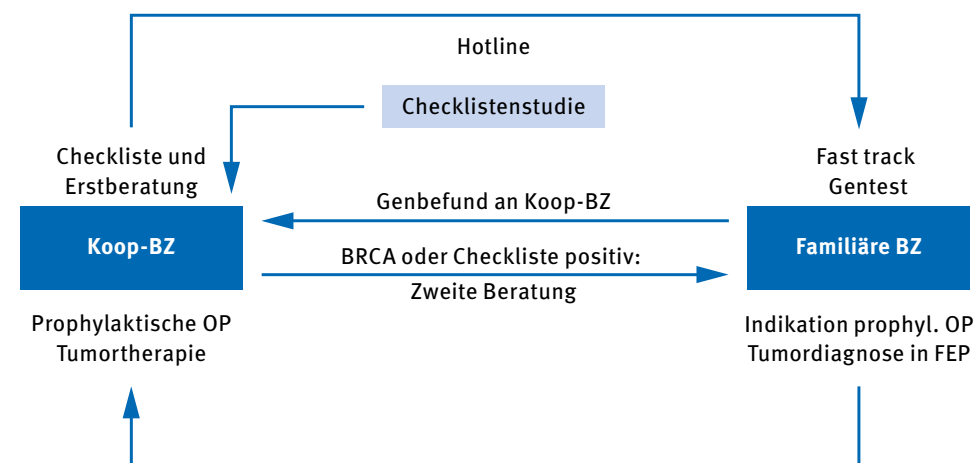 Hotline
Checklistenstudie
Checkliste und
Erstberatung
Fast track
Gentest
Genbefund an Koop-BZ
Koop-BZ
BRCA oder Checkliste positiv:
Zweite Beratung
Familiäre BZ
Prophylaktische OP
Tumortherapie
Indikation prophyl. OP
Tumordiagnose in FEP